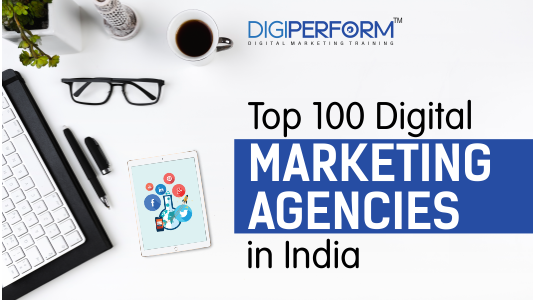 DIGIPERFORM™
DIGITAL MARKETING TRAINING
Top 100 Digital
MARKETING
AGENCIES
in India